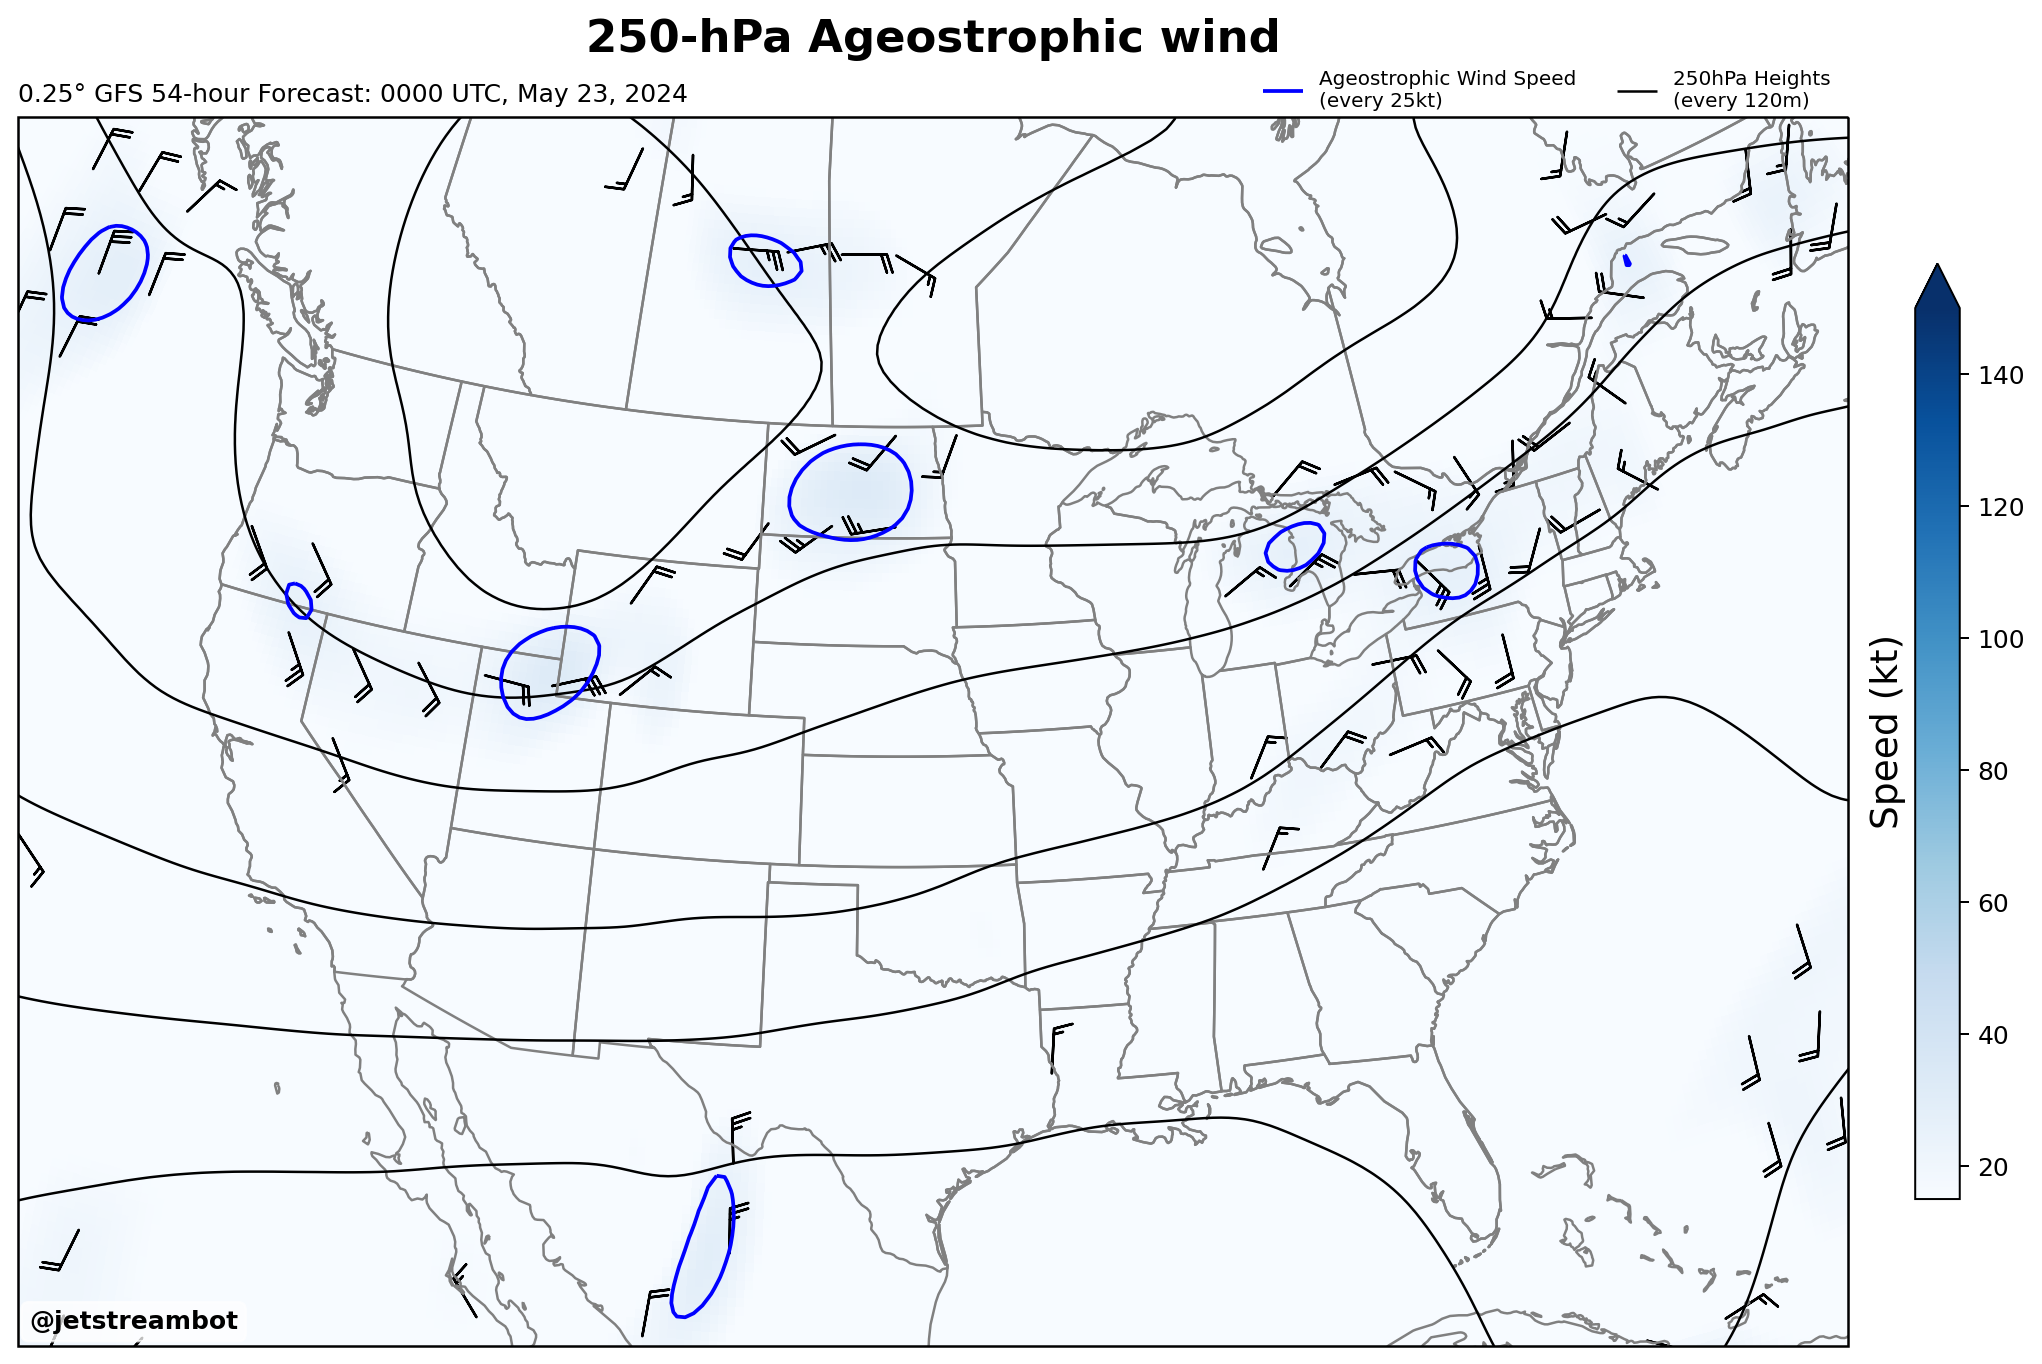 250-hPa Ageostrophic wind
0.25° GFS 54-hour Forecast: 0000 UTC, May 23, 2024
Ageostrophic Wind Speed
(every 25kt)
250hPa Heights
(every 120m)
140
120
100
80
60
40
20
Speed (kt)
@jetstreambot